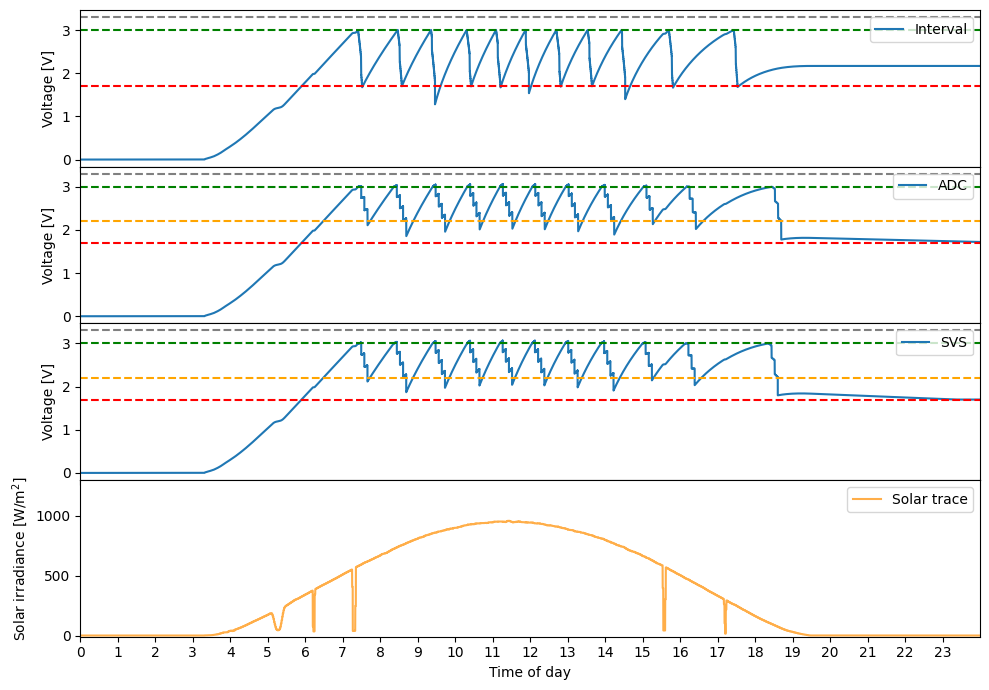 Voltage [V]
3
2
1
0
Interval
Voltage [V]
3
2
1
0
ADC
Voltage [V]
3
2
1
0
SVS
Solar irradiance [W/m²]
1000
500
0
Solar trace
0 1 2 3 4 5 6 7 8 9 10 11 12 13 14 15 16 17 18 19 20 21 22 23
Time of day